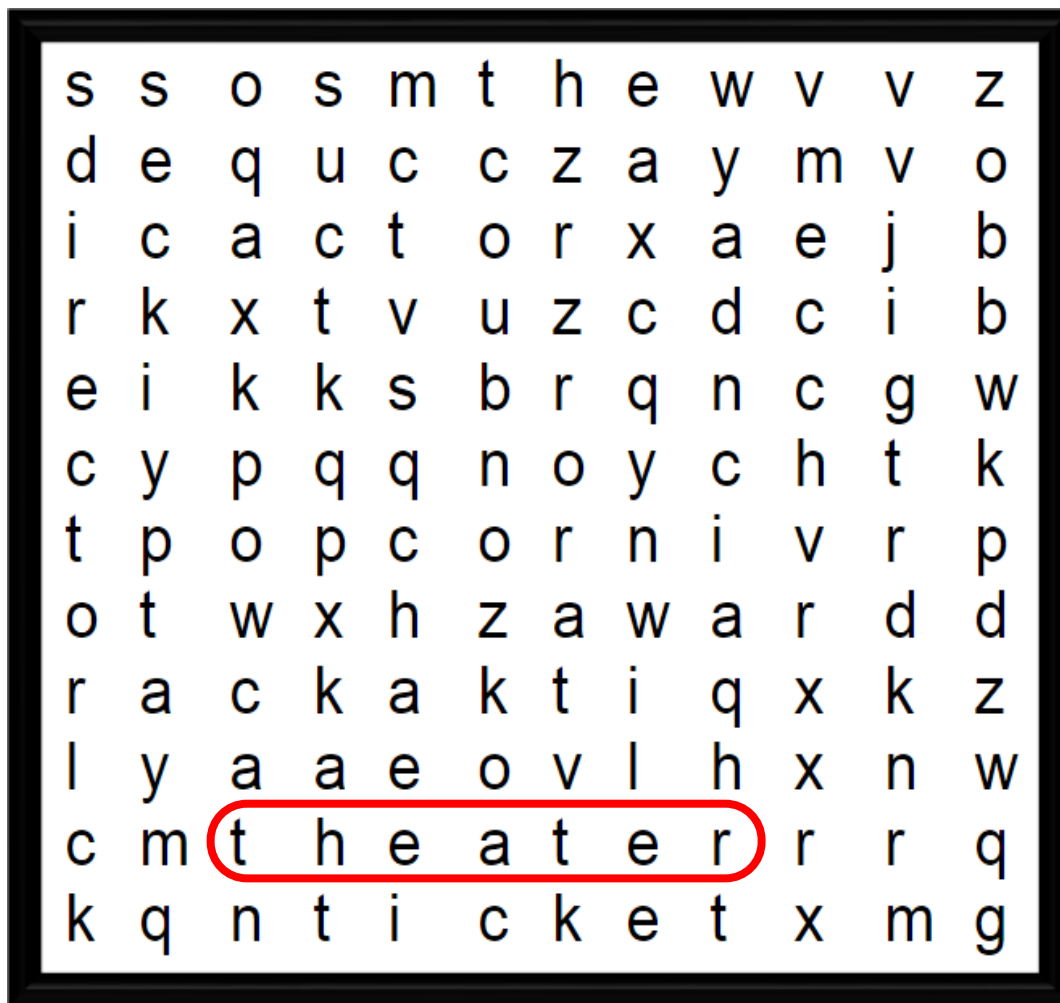 s s o s m t h e w v v z
d e q u c c z a y m v o
i c a c t o r x a e j b
r k x t v u z c d c i b
e i k k s b r q n c g w
c y p q q n o y c h t k
t p o p c o r n i v r p
o t w x h z a w a r d d
r a c k a k t i q x k z
l y a a e o v l h x n w
c m t h e a t e r r r q
k q n t i c k e t x m g